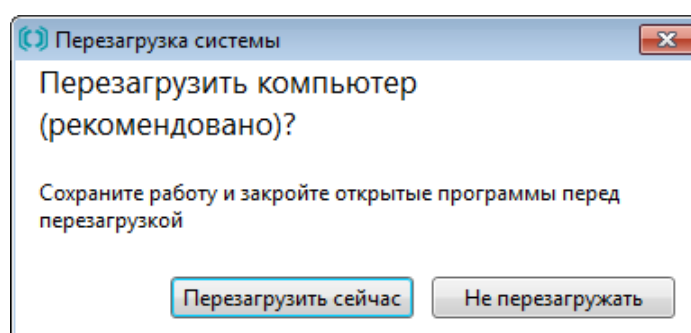 Перезагрузка системы
Перезагрузить компьютер
(рекомендовано)?
Сохраните работу и закройте открытые программы перед
перезагрузкой
Перезагрузить сейчас
Не перезагружать